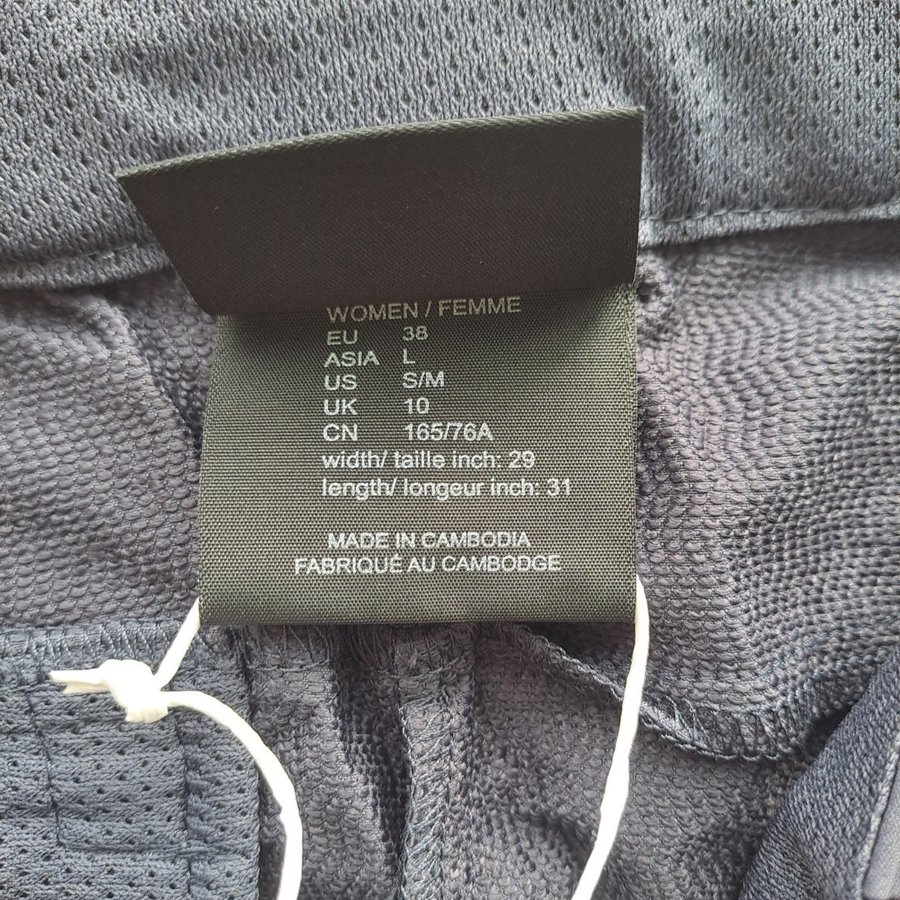 WOMEN / FEMME
EU 38
ASIA L
US S/M
UK 10
CN 165/76A
width/ taille inch: 29
length/ longeur inch: 31
MADE IN CAMBODIA
FABRIQUÉ AU CAMBODGE